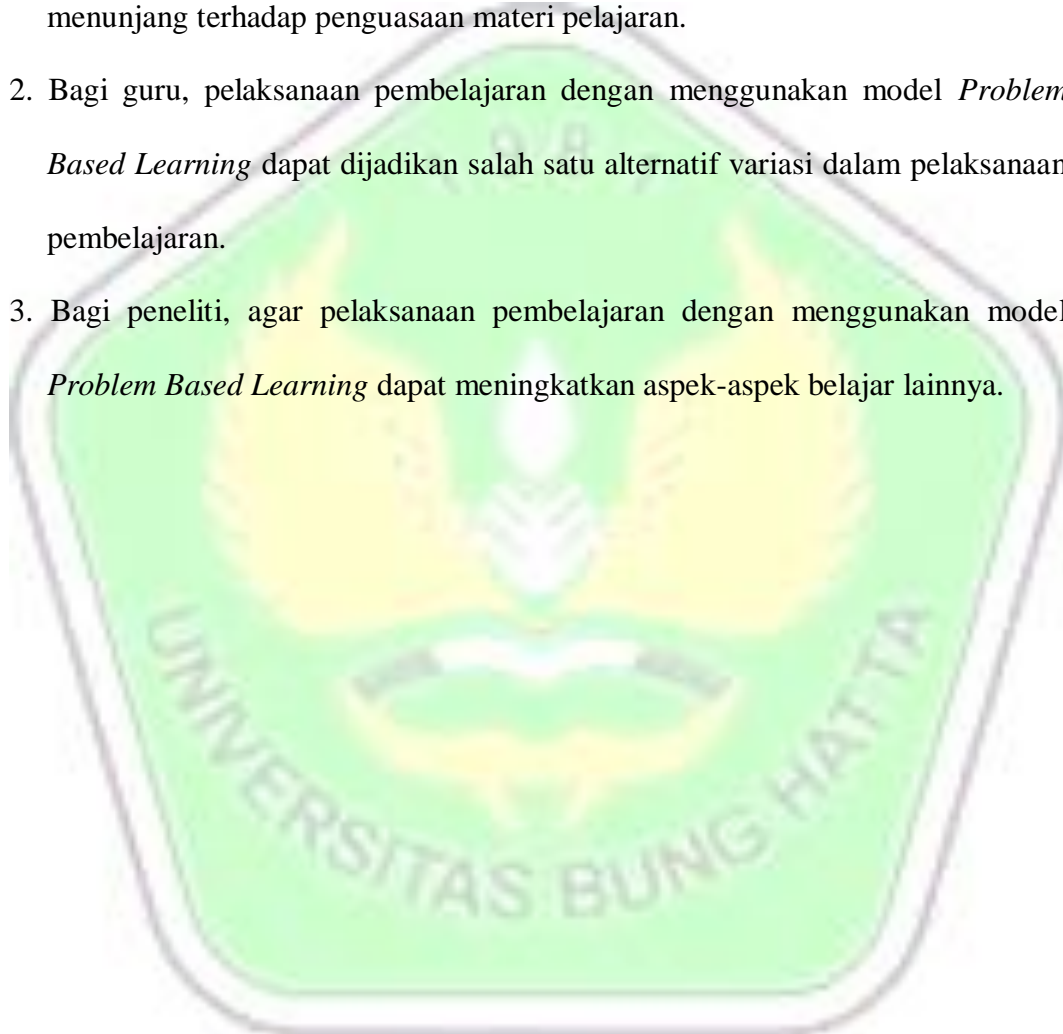 menunjang terhadap penguasaan materi pelajaran.
2. Bagi guru, pelaksanaan pembelajaran dengan menggunakan model Problem
Based Learning dapat dijadikan salah satu alternatif variasi dalam pelaksanaan
pembelajaran.
3. Bagi peneliti, agar pelaksanaan pembelajaran dengan menggunakan model
Problem Based Learning dapat meningkatkan aspek-aspek belajar lainnya.
UNIVERSITAS BUNG HATTA